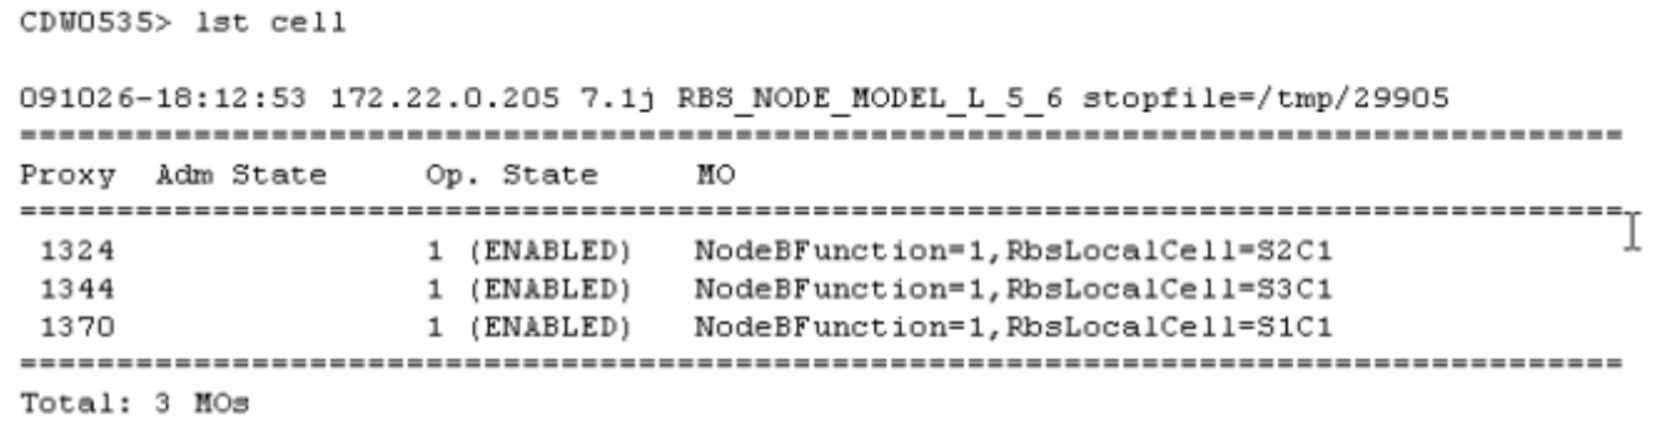 CDW0535> lst cell
091026-18:12:53 172.22.0.205 7.1j RBS_NODE_MODEL_L_5_6 stopfile=/tmp/29905
=====================================================================================
Proxy  Adm State     Op. State     MO
=====================================================================================
1324                 1 (ENABLED)   NodeBFunction=1,RbsLocalCell=S2C1
1344                 1 (ENABLED)   NodeBFunction=1,RbsLocalCell=S3C1
1370                 1 (ENABLED)   NodeBFunction=1,RbsLocalCell=S1C1
=====================================================================================
Total: 3 MOs